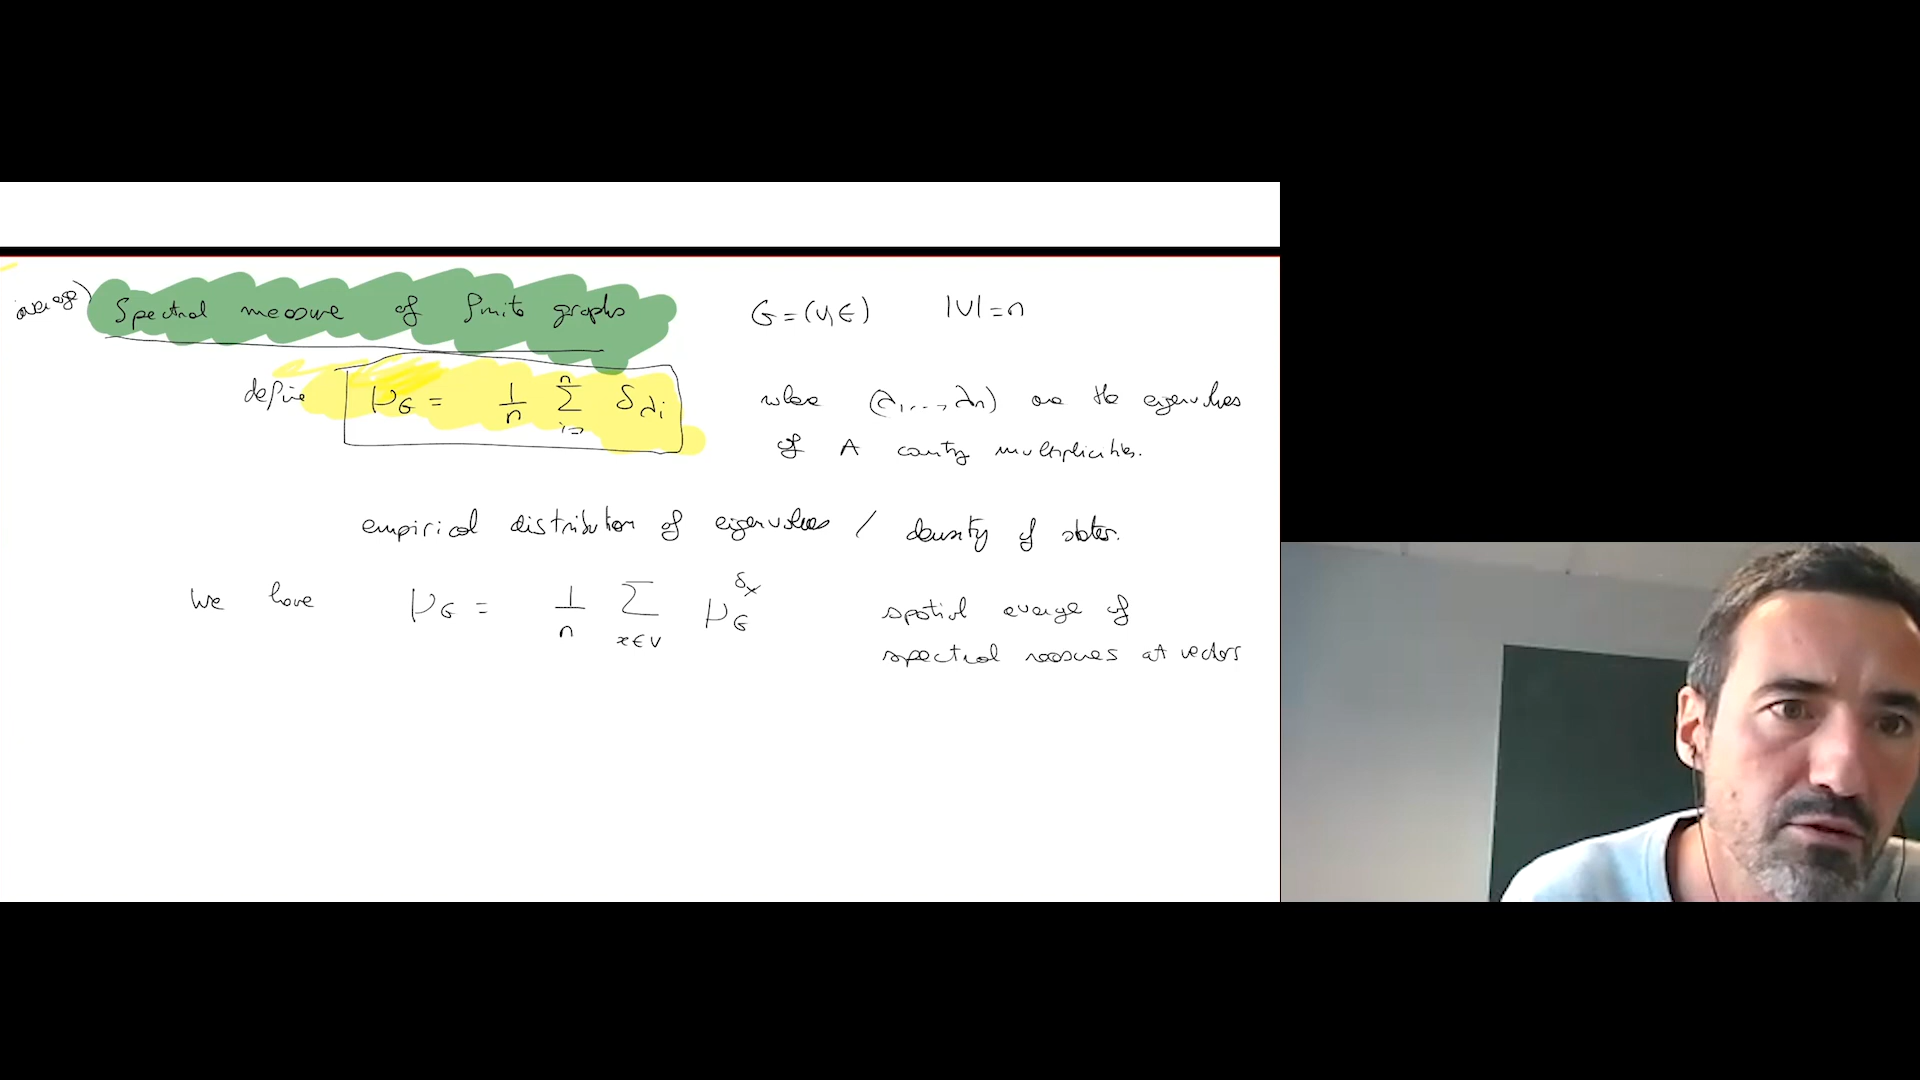 average) Spectral measure of finite graphs G = (V, E) |V| = n
define μ_G = 1/n ∑_{i=1}^{n} δ_{λ_i} where (λ_1, ..., λ_n) are the eigenvalues
of A counting multiplicities.
empirical distribution of eigenvalues / density of states.
We have μ_G = 1/n ∑_{x∈V} μ_G^{δ_x} spatial average of
spectral measures at vectors